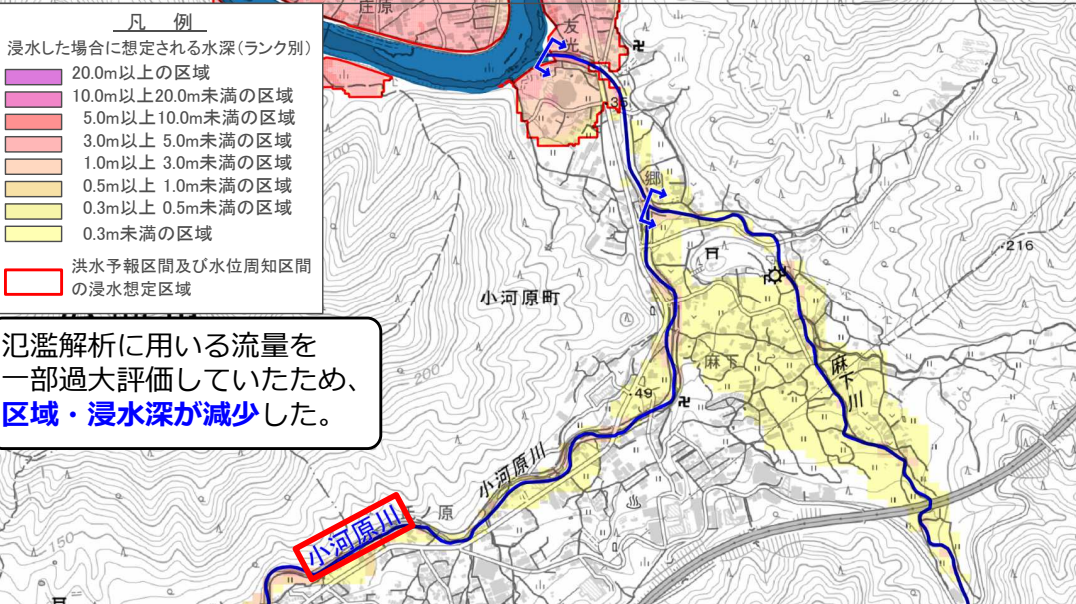 凡 例
浸水した場合に想定される水深(ランク別)
20.0m以上の区域
10.0m以上20.0m未満の区域
5.0m以上10.0m未満の区域
3.0m以上 5.0m未満の区域
1.0m以上 3.0m未満の区域
0.5m以上 1.0m未満の区域
0.3m以上 0.5m未満の区域
0.3m未満の区域
洪水予報区間及び水位周知区間
の浸水想定区域
氾濫解析に用いる流量を
一部過大評価していたため、
区域・浸水深が減少した。
庄原
友光
35
郷
216
小河原町
麻下
麻下川
49
小河原川
ノ原
小河原川
100
200
150